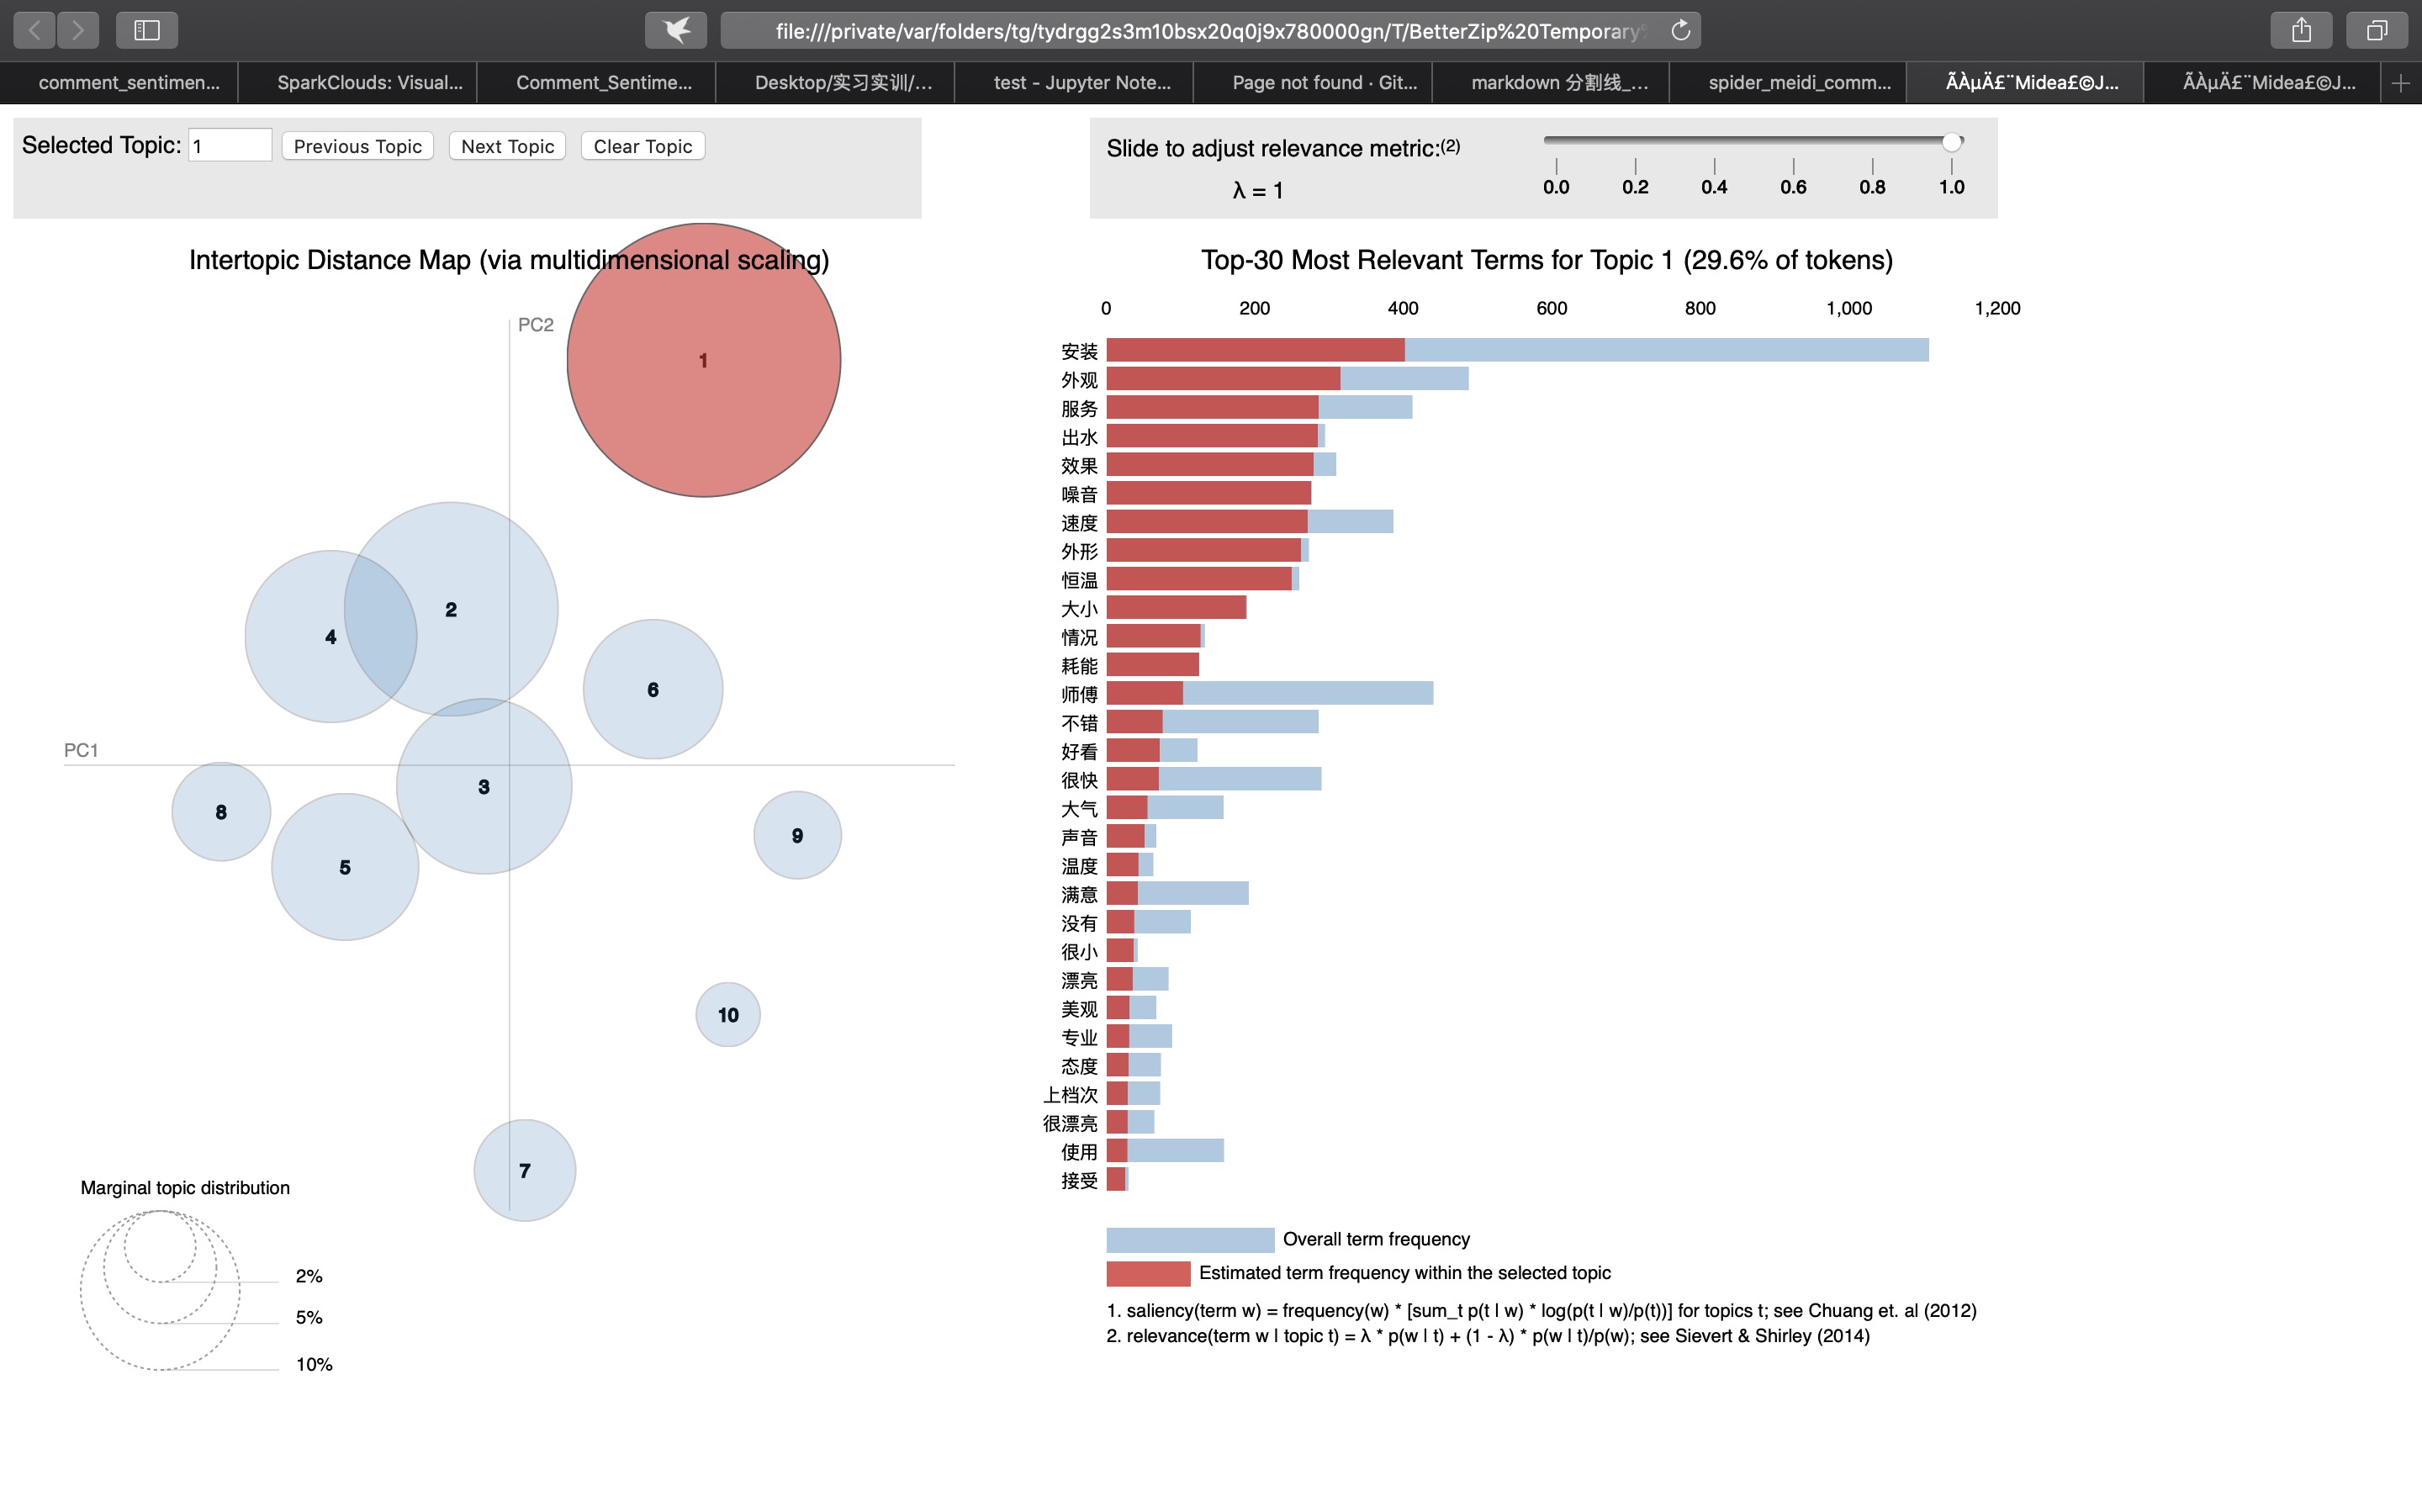 file:///private/var/folders/tg/tydrgg2s3m10bsx20q0j9x780000gn/T/BetterZip%20Temporary%
comment_sentimen...
SparkClouds: Visual...
Comment_Sentime...
Desktop/实习实训/...
test - Jupyter Note...
Page not found · Git...
markdown 分割线_...
spider_meidi_comm...
ÃÀµÄ£¨Midea£©J...
ÃÀµÄ£¨Midea£©J...
Selected Topic: 1
Previous Topic
Next Topic
Clear Topic
Slide to adjust relevance metric:(2)
λ = 1
0.0 0.2 0.4 0.6 0.8 1.0
Intertopic Distance Map (via multidimensional scaling)
PC2
PC1
1
2
4
6
3
8
5
9
10
7
Marginal topic distribution
2%
5%
10%
Top-30 Most Relevant Terms for Topic 1 (29.6% of tokens)
0 200 400 600 800 1,000 1,200
安装
外观
服务
出水
效果
噪音
速度
外形
恒温
大小
情况
耗能
师傅
不错
好看
很快
大气
声音
温度
满意
没有
很小
漂亮
美观
专业
态度
上档次
很漂亮
使用
接受
Overall term frequency
Estimated term frequency within the selected topic
1. saliency(term w) = frequency(w) * [sum_t p(t | w) * log(p(t | w)/p(t))] for topics t; see Chuang et. al (2012)
2. relevance(term w | topic t) = λ * p(w | t) + (1 - λ) * p(w | t)/p(w); see Sievert & Shirley (2014)